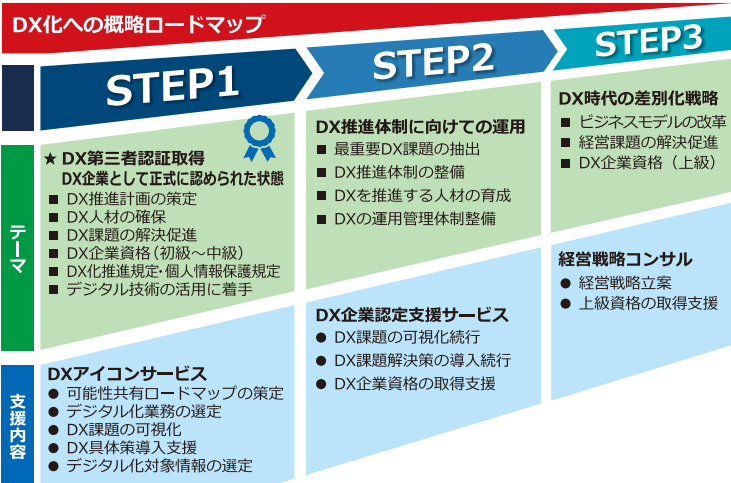 DX化への概略ロードマップ
STEP1
STEP2
STEP3
テーマ
★ DX第三者認証取得
DX企業として正式に認められた状態
■ DX推進計画の策定
■ DX人材の確保
■ DX課題の解決促進
■ DX企業資格（初級～中級）
■ DX化推進規定・個人情報保護規定
■ デジタル技術の活用に着手
DX推進体制に向けての運用
■ 最重要DX課題の抽出
■ DX推進体制の整備
■ DXを推進する人材の育成
■ DXの運用管理体制整備
DX時代の差別化戦略
■ ビジネスモデルの改革
■ 経営課題の解決促進
■ DX企業資格（上級）
支援内容
DXアイコンサービス
● 可能性共有ロードマップの策定
● デジタル化業務の選定
● DX課題の可視化
● DX具体策導入支援
● デジタル化対象情報の選定
DX企業認定支援サービス
● DX課題の可視化続行
● DX課題解決策の導入続行
● DX企業資格の取得支援
経営戦略コンサル
● 経営戦略立案
● 上級資格の取得支援